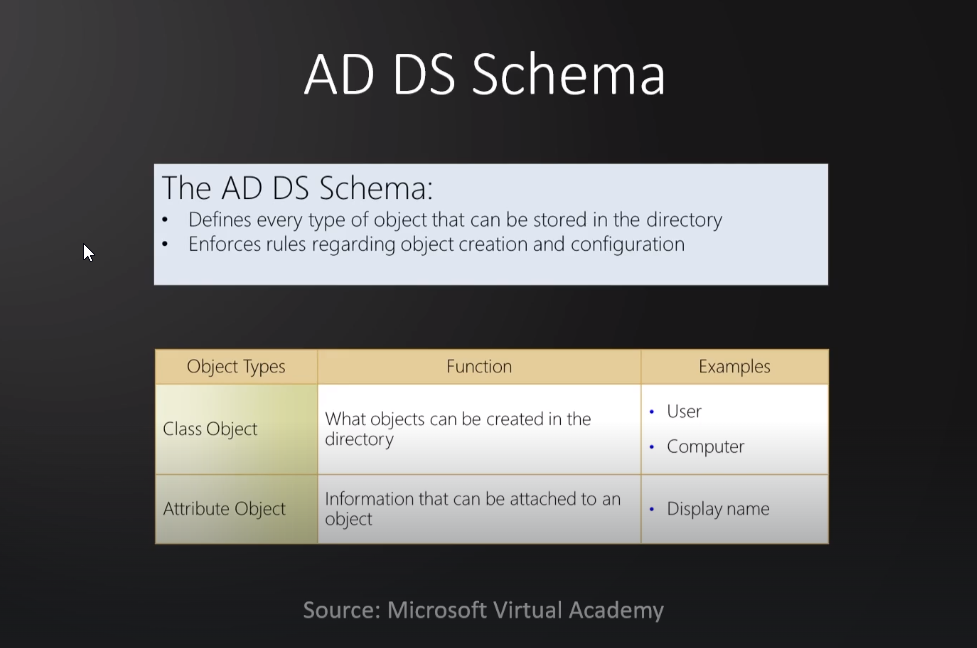 AD DS Schema
The AD DS Schema:
• Defines every type of object that can be stored in the directory
• Enforces rules regarding object creation and configuration
Object Types Function Examples
Class Object
What objects can be created in the
directory
• User
• Computer
Attribute Object
Information that can be attached to an
object
• Display name
Source: Microsoft Virtual Academy